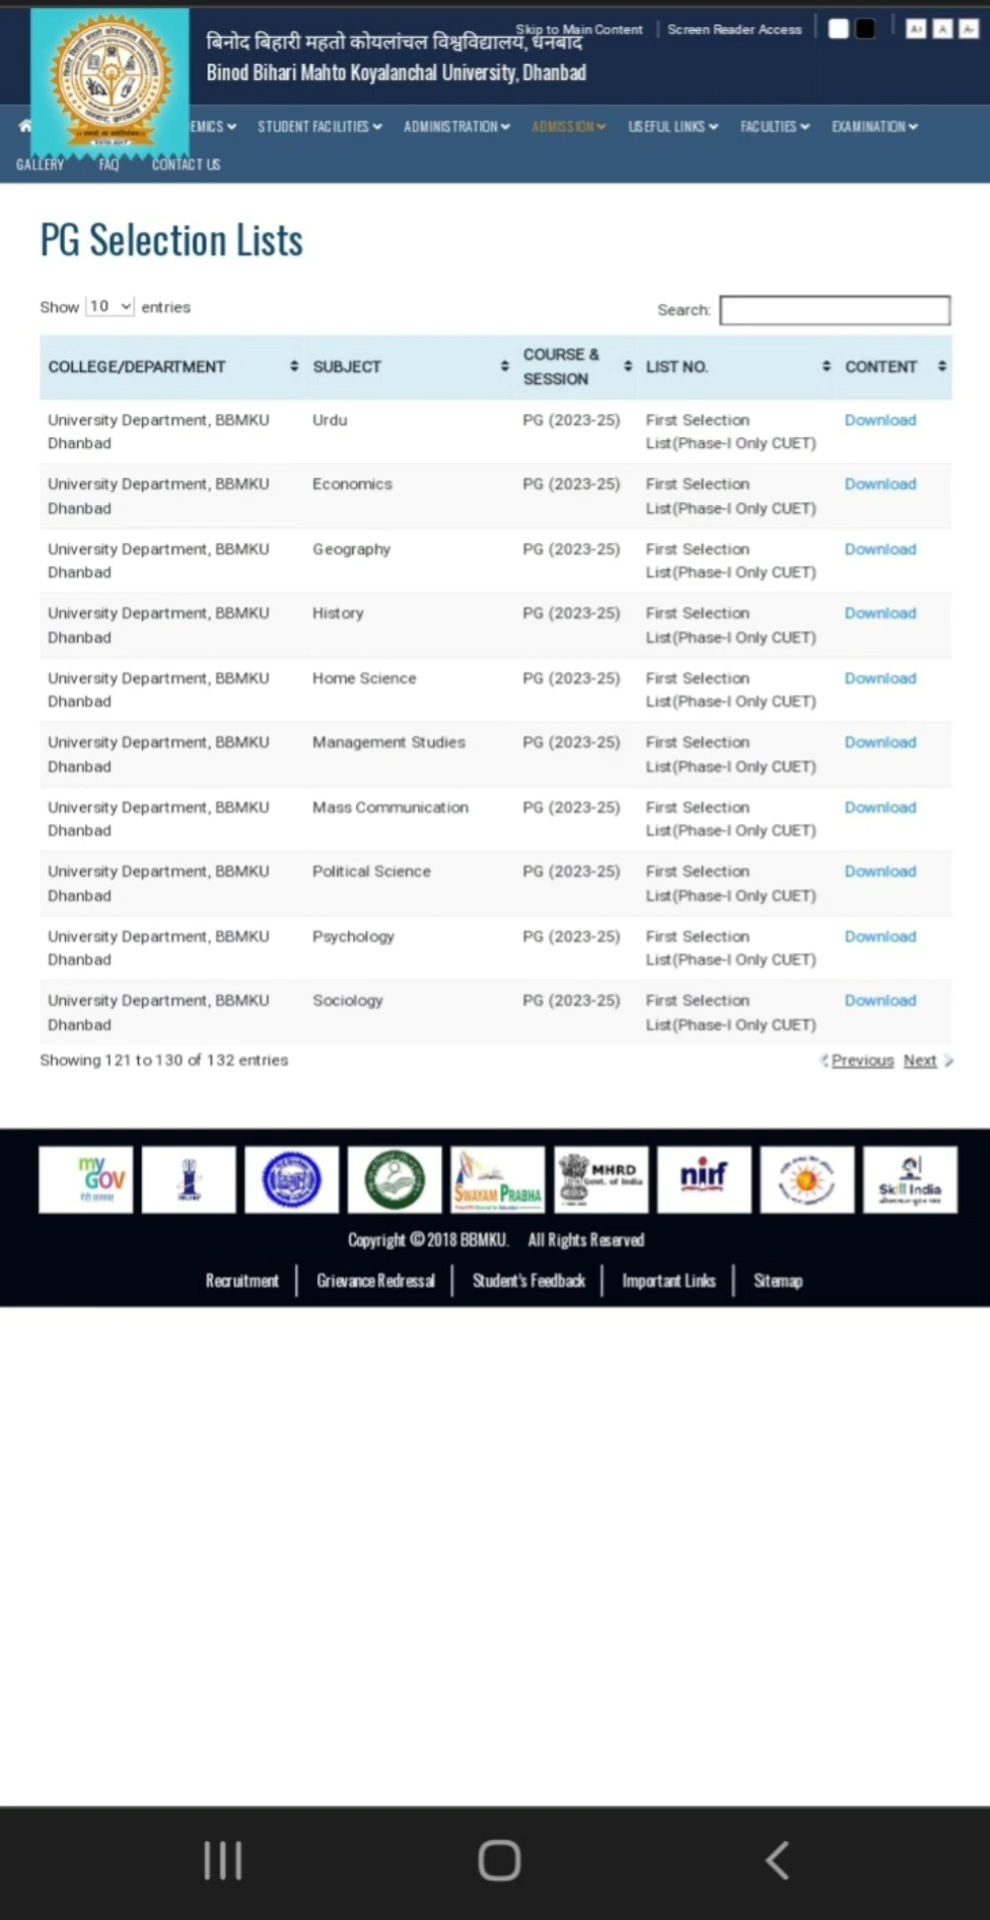 Skip to Main Content
Screen Reader Access
A
बिनोद बिहारी महतो कोयलांचल विश्वविद्यालय, धनबाद
Binod Bihari Mahto Koyalanchal University, Dhanbad
EMICS STUDENT FACILITIES ADMINISTRATION ADMISSION USEFUL LINKS FACULTIES EXAMINATION
GALLERY FAQ CONTACT US
PG Selection Lists
Show 10 entries
Search:
COLLEGE/DEPARTMENT SUBJECT COURSE & SESSION LIST NO. CONTENT
University Department, BBMKU Urdu PG (2023-25) First Selection Download
Dhanbad List(Phase-I Only CUET)
University Department, BBMKU Economics PG (2023-25) First Selection Download
Dhanbad List(Phase-I Only CUET)
University Department, BBMKU Geography PG (2023-25) First Selection Download
Dhanbad List(Phase-I Only CUET)
University Department, BBMKU History PG (2023-25) First Selection Download
Dhanbad List(Phase-I Only CUET)
University Department, BBMKU Home Science PG (2023-25) First Selection Download
Dhanbad List(Phase-I Only CUET)
University Department, BBMKU Management Studies PG (2023-25) First Selection Download
Dhanbad List(Phase-I Only CUET)
University Department, BBMKU Mass Communication PG (2023-25) First Selection Download
Dhanbad List(Phase-I Only CUET)
University Department, BBMKU Political Science PG (2023-25) First Selection Download
Dhanbad List(Phase-I Only CUET)
University Department, BBMKU Psychology PG (2023-25) First Selection Download
Dhanbad List(Phase-I Only CUET)
University Department, BBMKU Sociology PG (2023-25) First Selection Download
Dhanbad List(Phase-I Only CUET)
Showing 121 to 130 of 132 entries
Previous Next
my GOV
मेरी सरकार
SWAYAM PRABHA
MHRD
Govt. of India
nirf
Skill India
Copyright © 2018 BBMKU. All Rights Reserved
Recruitment Grievance Redressal Student's Feedback Important Links Sitemap